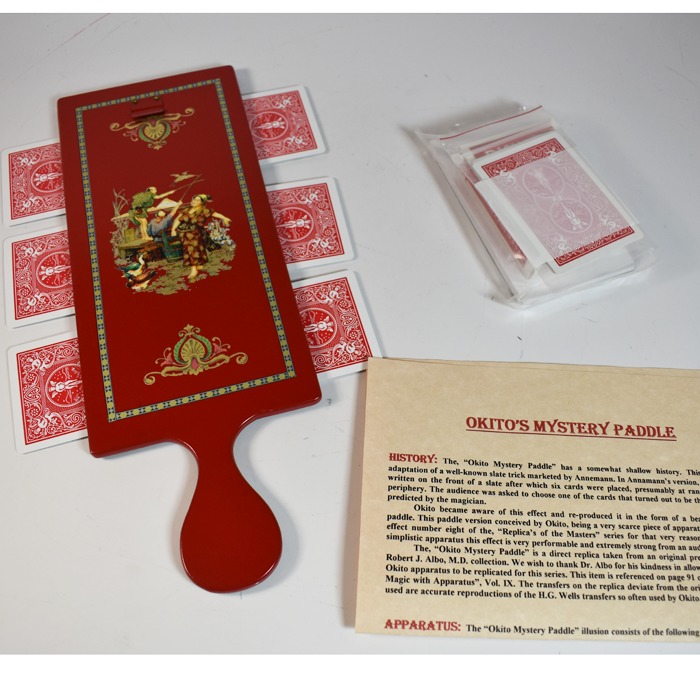 OKITO'S MYSTERY PADDLE
HISTORY: The, "Okito Mystery Paddle" has a somewhat shallow history. This
adaptation of a well-known slate trick marketed by Annemann. In Annamann's version,
written on the front of a slate after which six cards were placed, presumably at
periphery. The audience was asked to choose one of the cards that turned out to be
predicted by the magician.
Okito became aware of this effect and re-produced it in the form of a
paddle. This paddle version conceived by Okito, being a very scarce piece of
effect number eight of the, "Replica's of the Masters" series for that very
simplistic apparatus this effect is very performable and extremely strong from an
The, "Okito Mystery Paddle" is a direct replica taken from an original
Robert J. Albo, M.D. collection. We wish to thank Dr. Albo for his kindness in
Okito apparatus to be replicated for this series. This item is referenced on page 91
Magic with Apparatus", Vol. IX. The transfers on the replica deviate from the
used are accurate reproductions of the H.G. Wells transfers so often used by Okito
APPARATUS: The "Okito Mystery Paddle" illusion consists of the following